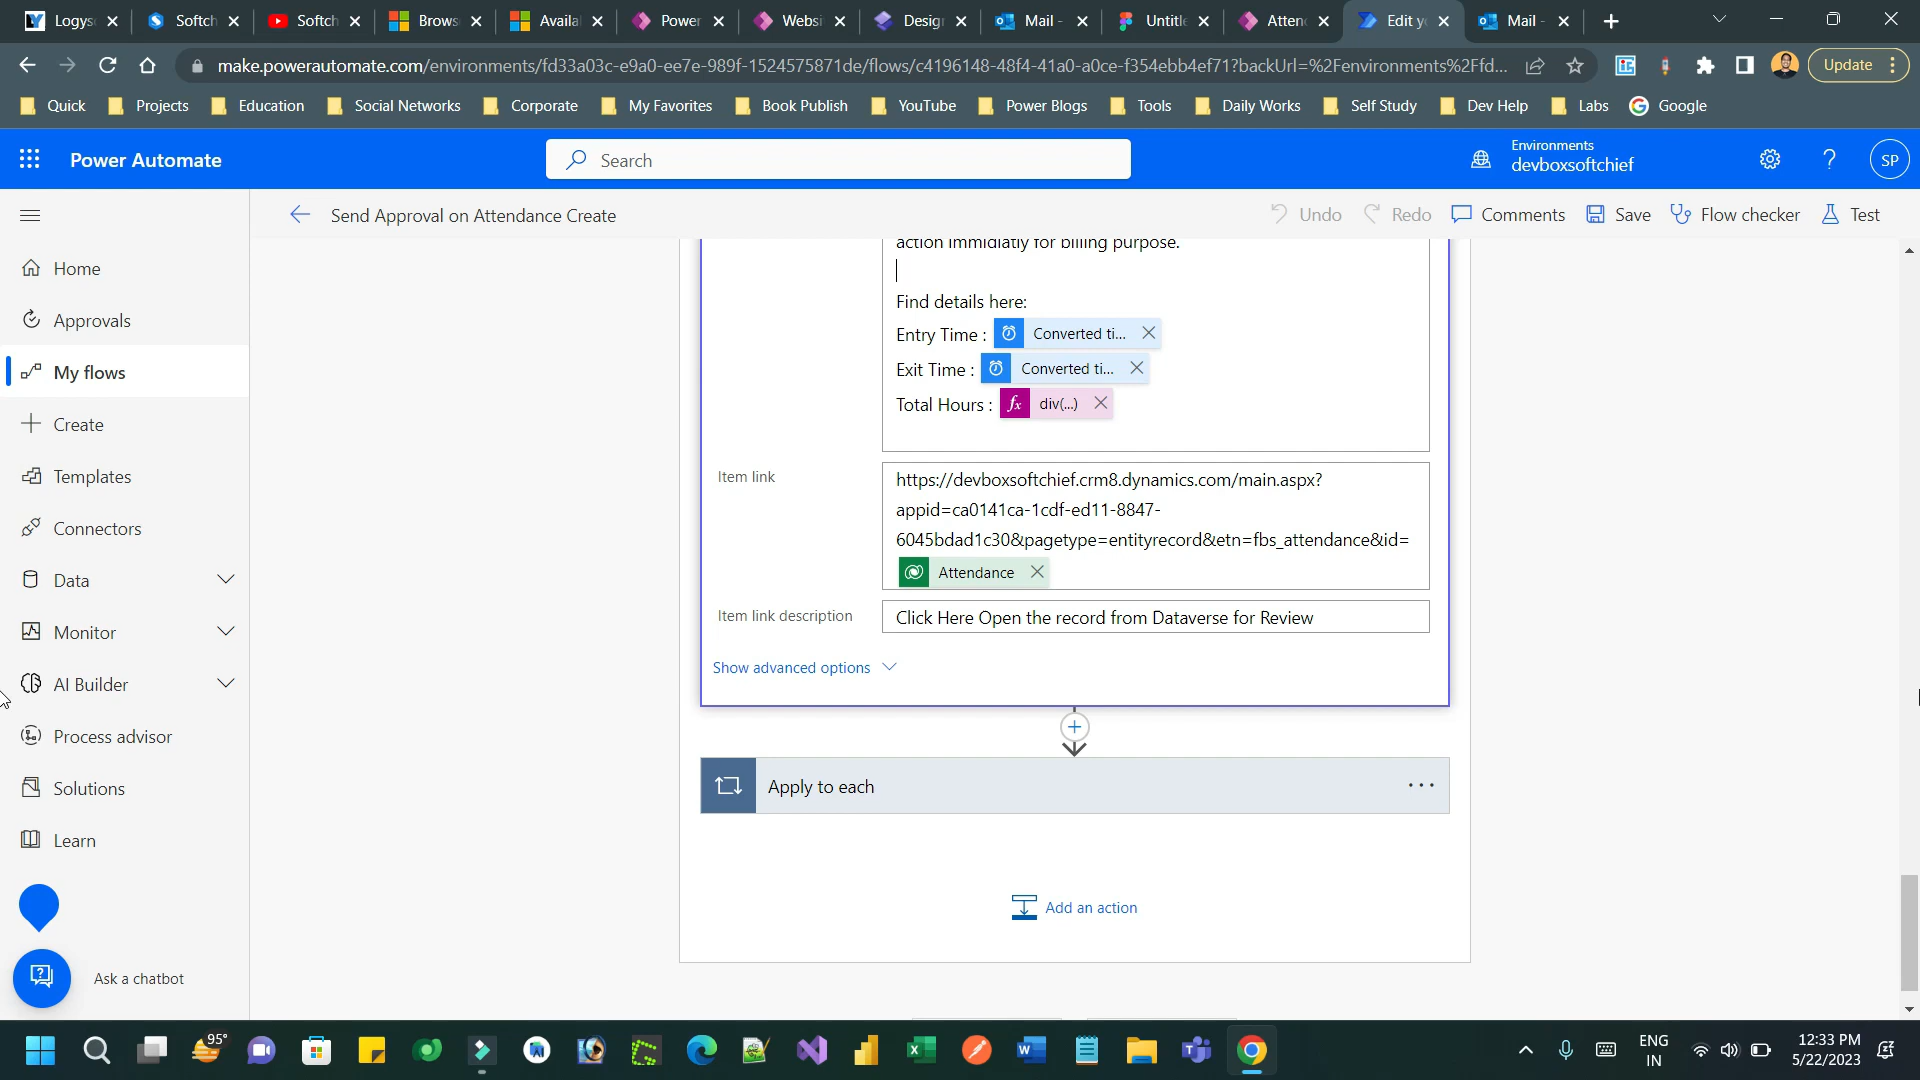 Logys
Softch
Softch
Brows
Availa
Power
Websi
Design
Mail -
Untitle
Atten
Edit y
Mail -
make.powerautomate.com/environments/fd33a03c-e9a0-ee7e-989f-1524575871de/flows/c4196148-48f4-41a0-a0ce-f354ebb4ef71?backUrl=%2Fenvironments%2Ffd...
Update
Quick
Projects
Education
Social Networks
Corporate
My Favorites
Book Publish
YouTube
Power Blogs
Tools
Daily Works
Self Study
Dev Help
Labs
Google
Power Automate
Search
Environments
devboxsoftchief
SP
Send Approval on Attendance Create
Undo
Redo
Comments
Save
Flow checker
Test
Home
Approvals
My flows
Create
Templates
Connectors
Data
Monitor
AI Builder
Process advisor
Solutions
Learn
Ask a chatbot
action immidiatly for billing purpose.
Find details here:
Entry Time : Converted ti...
Exit Time : Converted ti...
Total Hours : fx div(...)
Item link
https://devboxsoftchief.crm8.dynamics.com/main.aspx?
appid=ca0141ca-1cdf-ed11-8847-
6045bdad1c30&pagetype=entityrecord&etn=fbs_attendance&id=
Attendance
Item link description
Click Here Open the record from Dataverse for Review
Show advanced options
Apply to each
Add an action
95°
ENG
IN
12:33 PM
5/22/2023